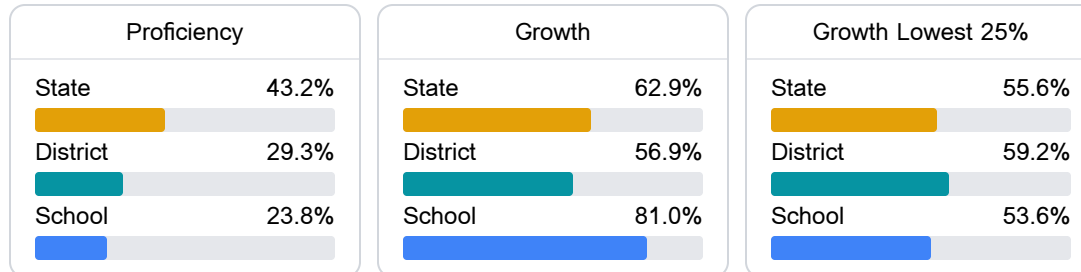 Proficiency
State 43.2%
District 29.3%
School 23.8%
Growth
State 62.9%
District 56.9%
School 81.0%
Growth Lowest 25%
State 55.6%
District 59.2%
School 53.6%